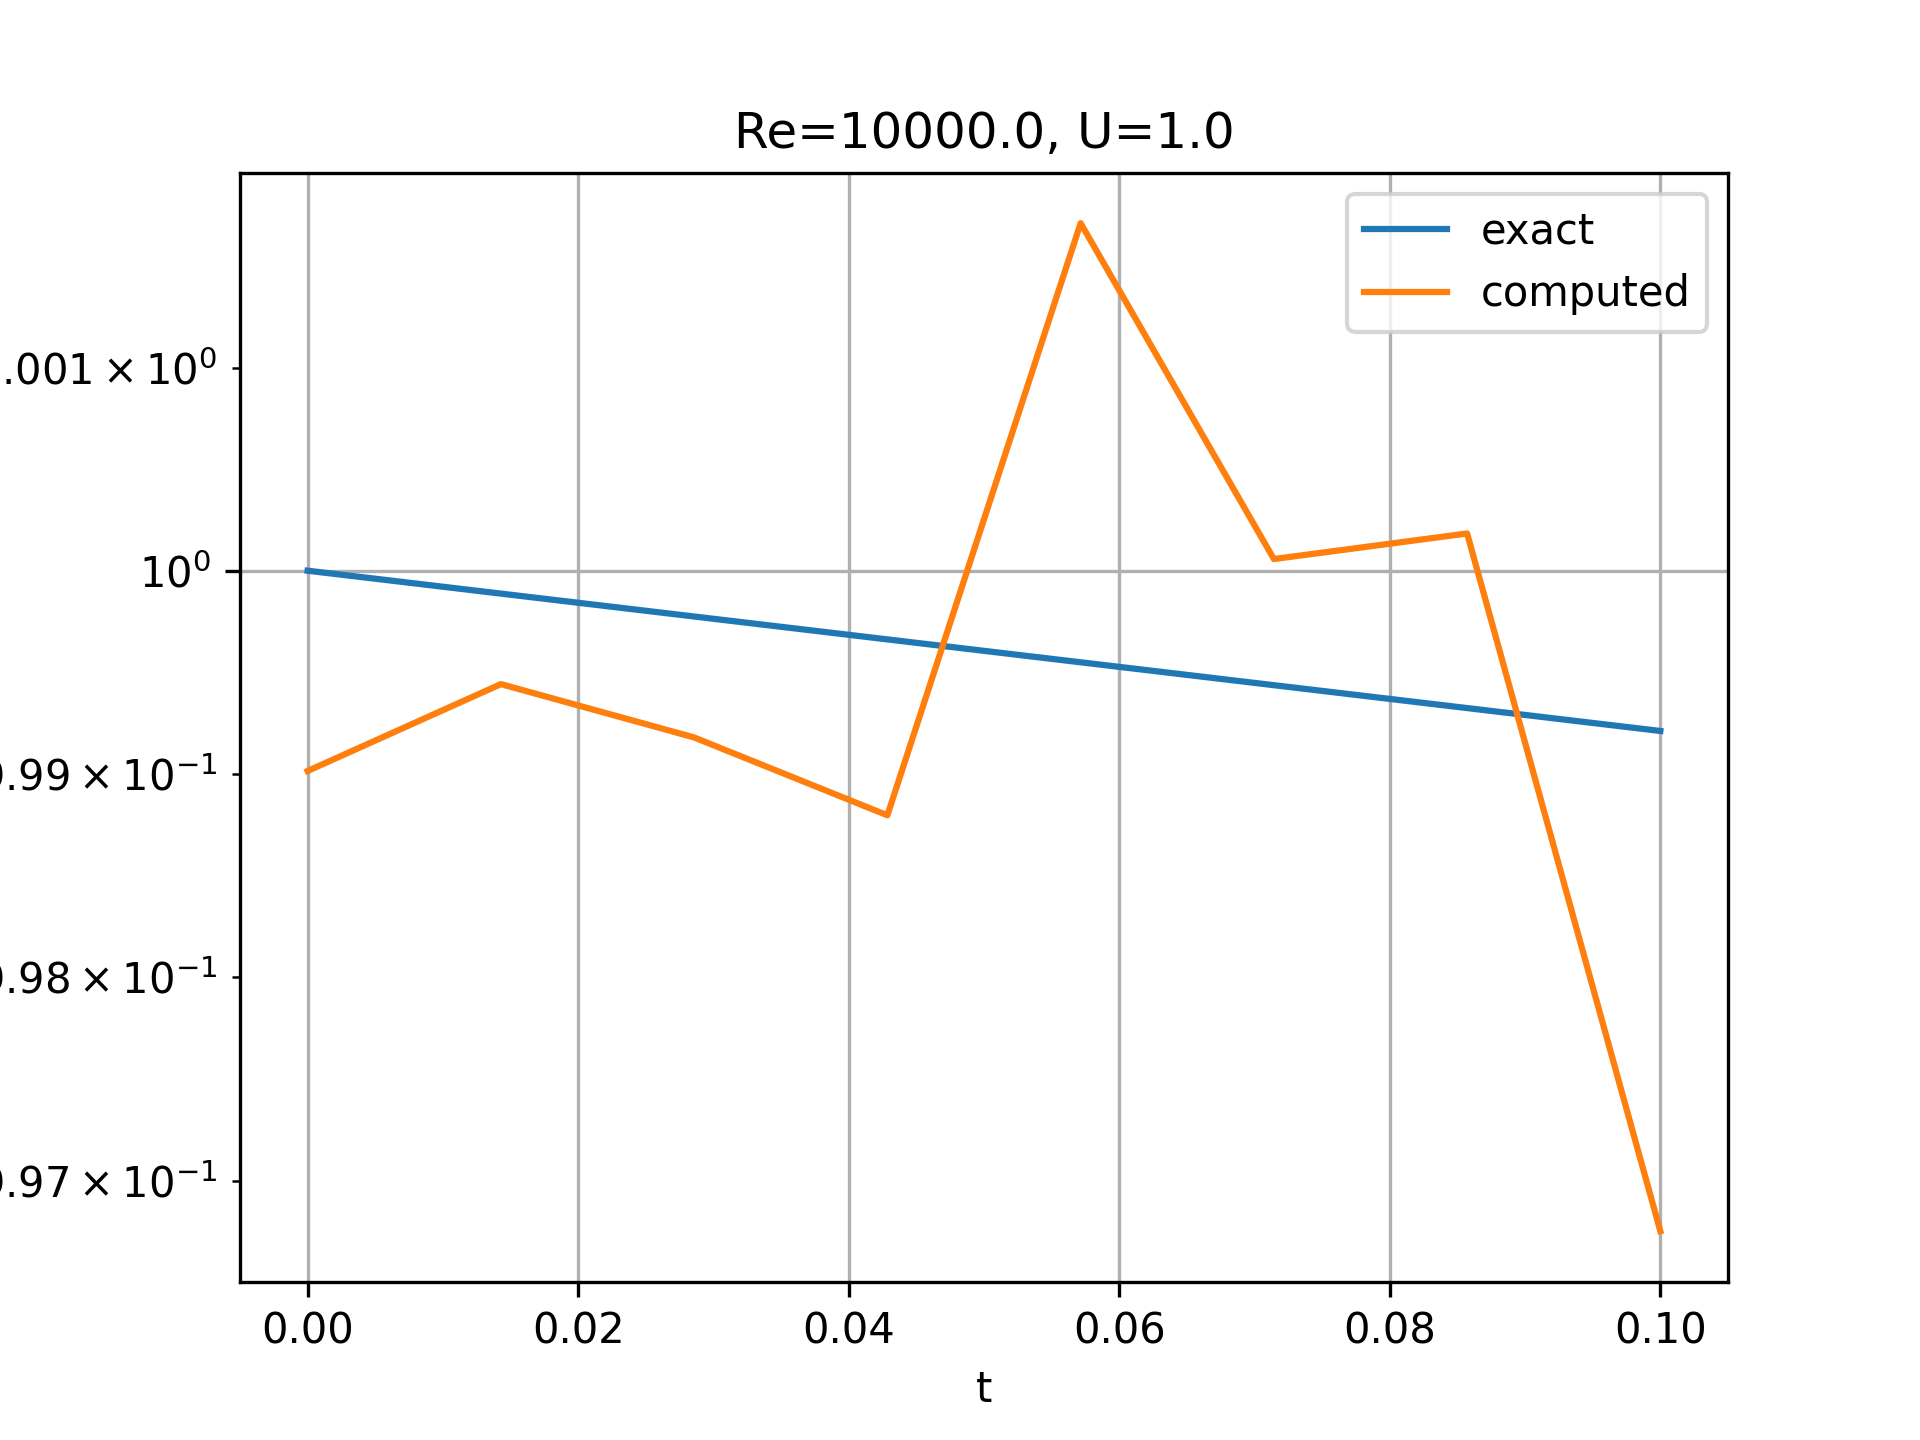 Re=10000.0, U=1.0
exact
computed
.001 × 10⁰
10⁰
.99 × 10⁻¹
.98 × 10⁻¹
.97 × 10⁻¹
0.00 0.02 0.04 0.06 0.08 0.10
t